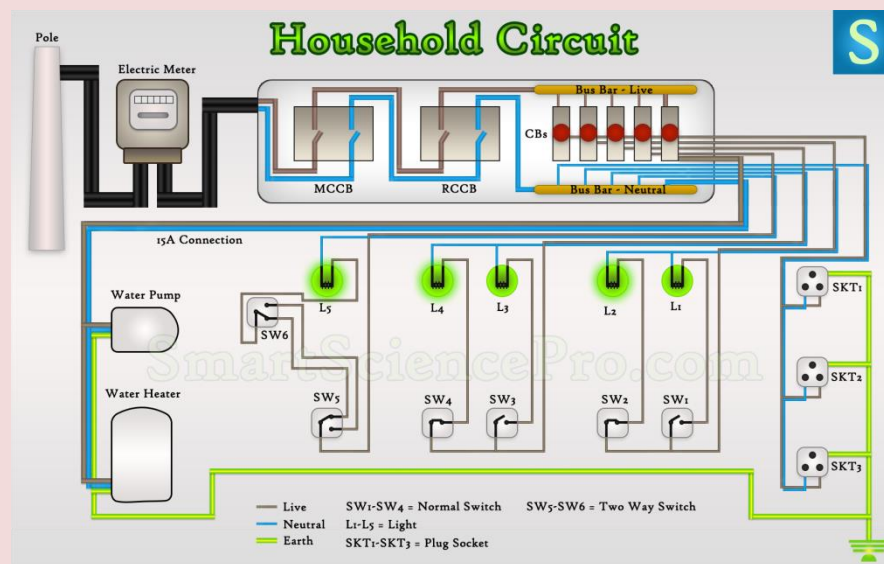 Household Circuit
S
Pole
Electric Meter
Bus Bar - Live
CBs
MCCB
RCCB
Bus Bar - Neutral
15A Connection
L5
L4
L3
L2
L1
SKT1
Water Pump
SW6
SmartSciencePro.com
SKT2
Water Heater
SW5
SW4
SW3
SW2
SW1
SKT3
Live
SW1-SW4 = Normal Switch
SW5-SW6 = Two Way Switch
Neutral
L1-L5 = Light
Earth
SKT1-SKT3 = Plug Socket